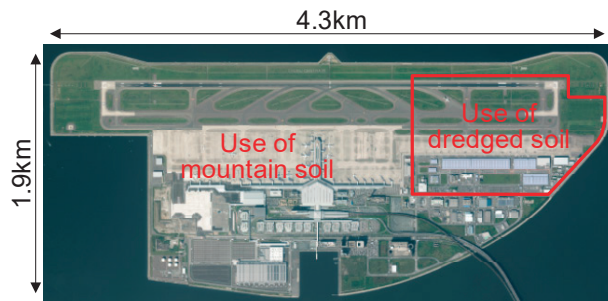 4.3km
1.9km
Use of
mountain soil
Use of
dredged soil